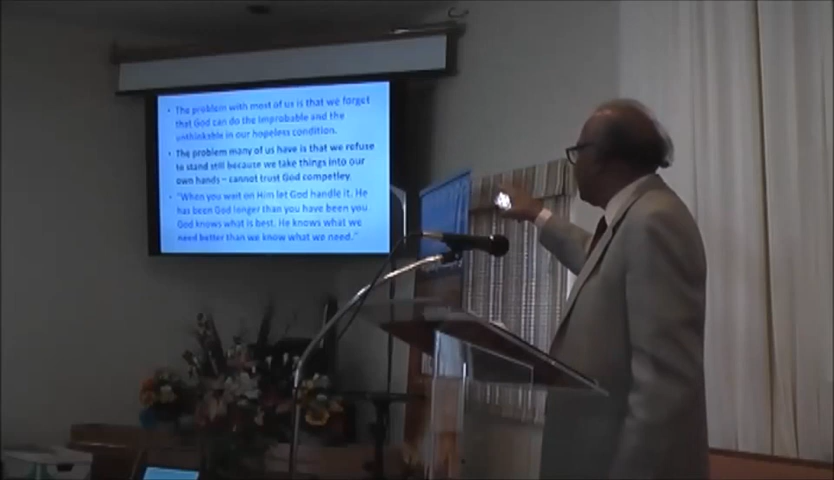 • The problem with most of us is that we forget
that God can do the improbable and the
unthinkable in our hopeless condition.
• The problem many of us have is that we refuse
to stand still because we take things into our
own hands – cannot trust God competley.
• "When you wait on Him let God handle it. He
has been God longer than you have been you
God knows what is best. He knows what we
need better than we know what we need."